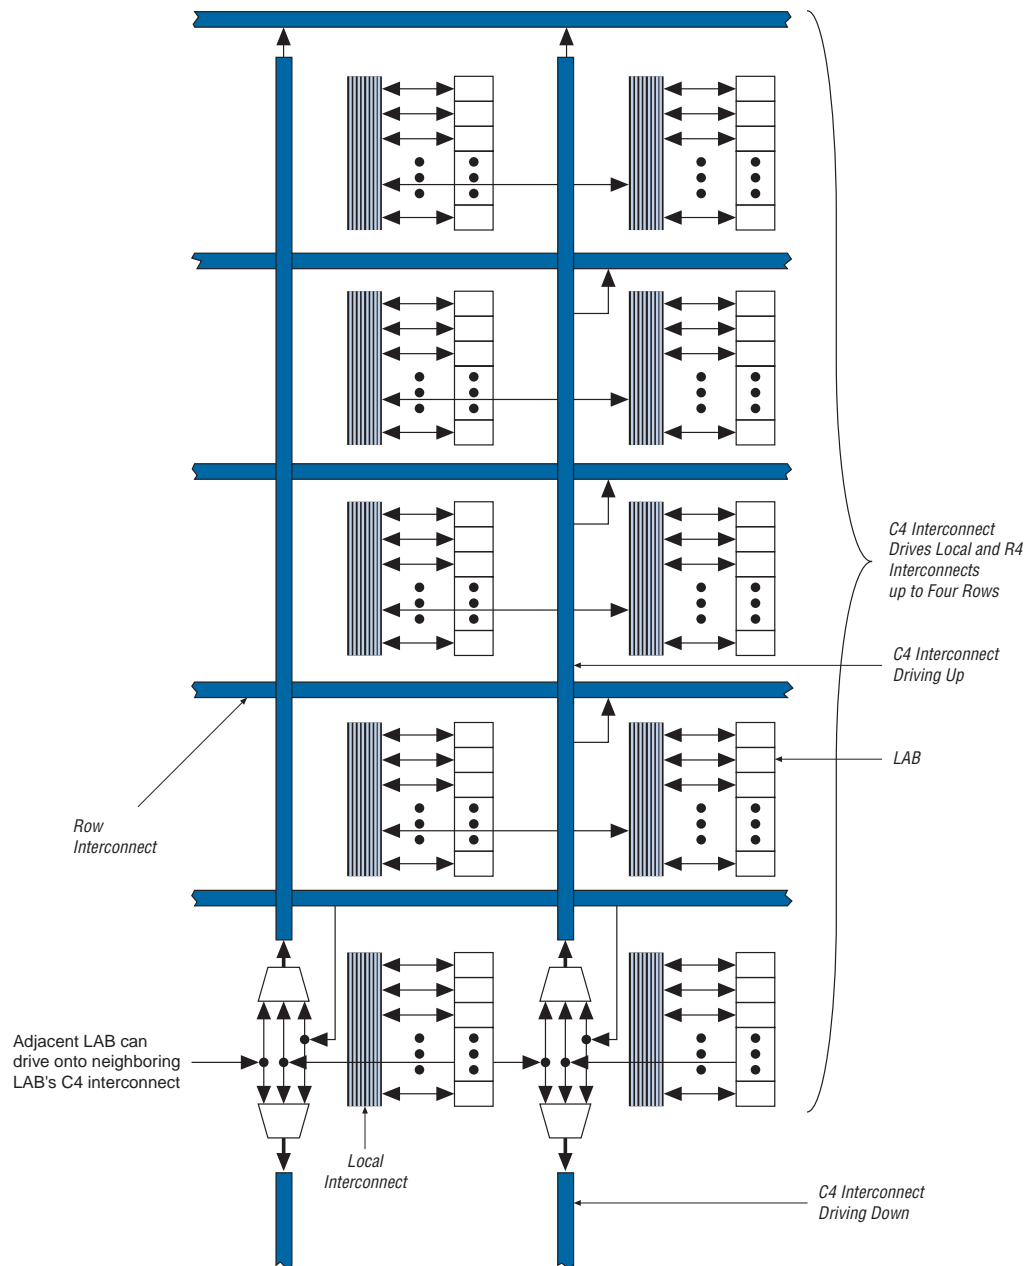 C4 Interconnect
Drives Local and R4
Interconnects
up to Four Rows
C4 Interconnect
Driving Up
LAB
Row
Interconnect
Adjacent LAB can
drive onto neighboring
LAB's C4 interconnect
Local
Interconnect
C4 Interconnect
Driving Down